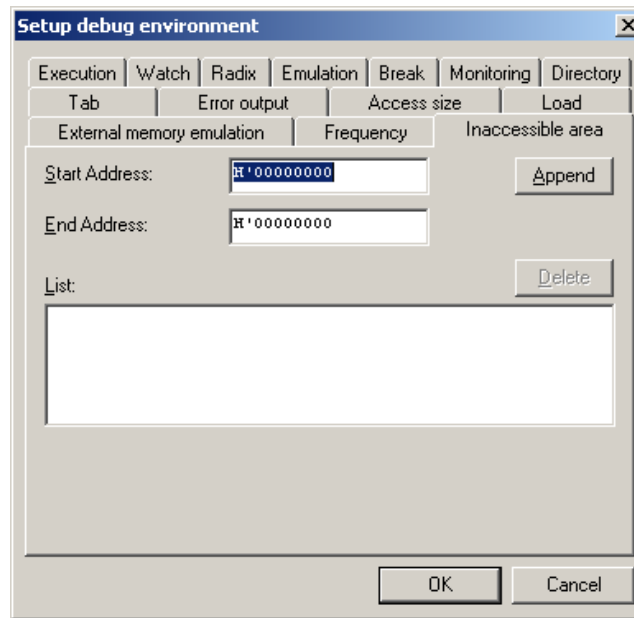 Setup debug environment
Execution Watch Radix Emulation Break Monitoring Directory
Tab Error output Access size Load
External memory emulation Frequency Inaccessible area
Start Address: H'00000000 Append
End Address: H'00000000
Delete
List:
OK Cancel